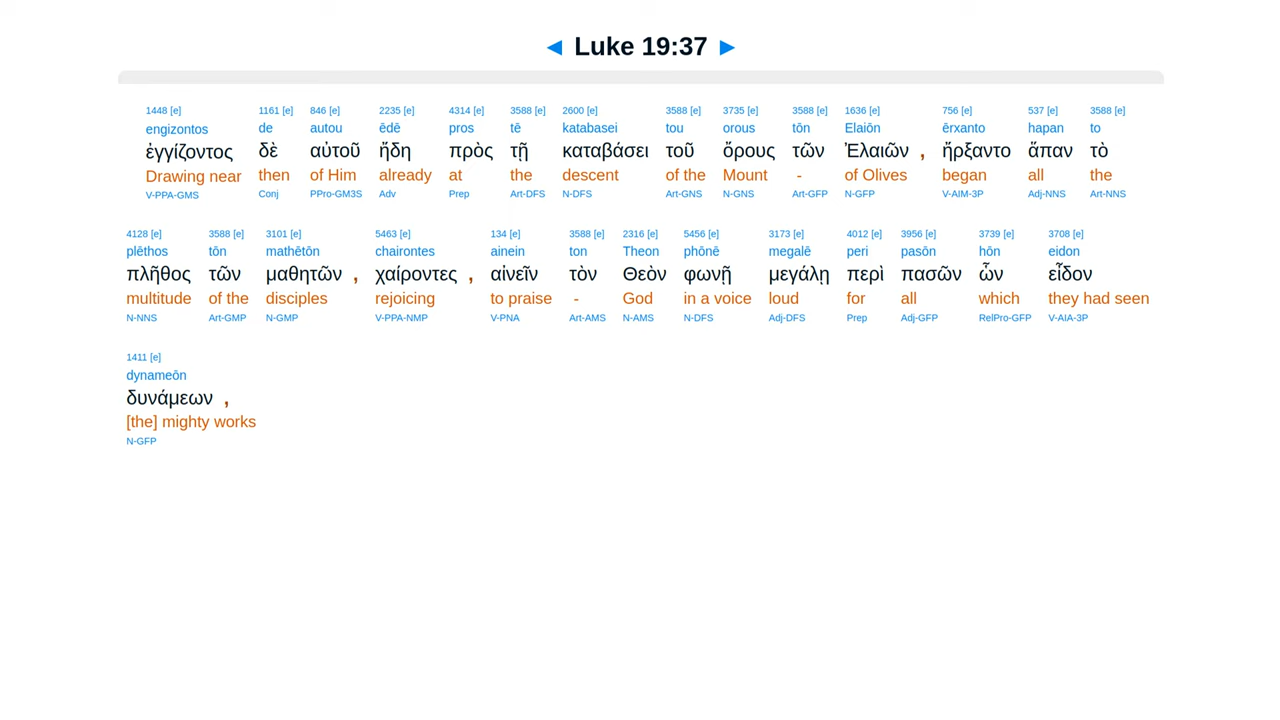 ◄ Luke 19:37 ►
1448 [e] 1161 [e] 846 [e] 2235 [e] 4314 [e] 3588 [e] 2600 [e] 3588 [e] 3735 [e] 3588 [e] 1636 [e] 756 [e] 537 [e] 3588 [e]
engizontos de autou ēdē pros tē katabasei tou orous tōn Elaiōn ērxanto hapan to
ἐγγίζοντος δὲ αὐτοῦ ἤδη πρὸς τῇ καταβάσει τοῦ ὄρους τῶν Ἐλαιῶν , ἤρξαντο ἅπαν τὸ
Drawing near then of Him already at the descent of the Mount - of Olives began all the
V-PPA-GMS Conj PPro-GM3S Adv Prep Art-DFS N-DFS Art-GNS N-GNS Art-GFP N-GFP V-AIM-3P Adj-NNS Art-NNS
4128 [e] 3588 [e] 3101 [e] 5463 [e] 134 [e] 3588 [e] 2316 [e] 5456 [e] 3173 [e] 4012 [e] 3956 [e] 3739 [e] 3708 [e]
plēthos tōn mathētōn chairontes ainein ton Theon phōnē megalē peri pasōn hōn eidon
πλῆθος τῶν μαθητῶν , χαίροντες , αἰνεῖν τὸν Θεὸν φωνῇ μεγάλῃ περὶ πασῶν ὧν εἶδον
multitude of the disciples rejoicing to praise - God in a voice loud for all which they had seen
N-NNS Art-GMP N-GMP V-PPA-NMP V-PNA Art-AMS N-AMS N-DFS Adj-DFS Prep Adj-GFP RelPro-GFP V-AIA-3P
1411 [e]
dynameōn
δυνάμεων ,
[the] mighty works
N-GFP